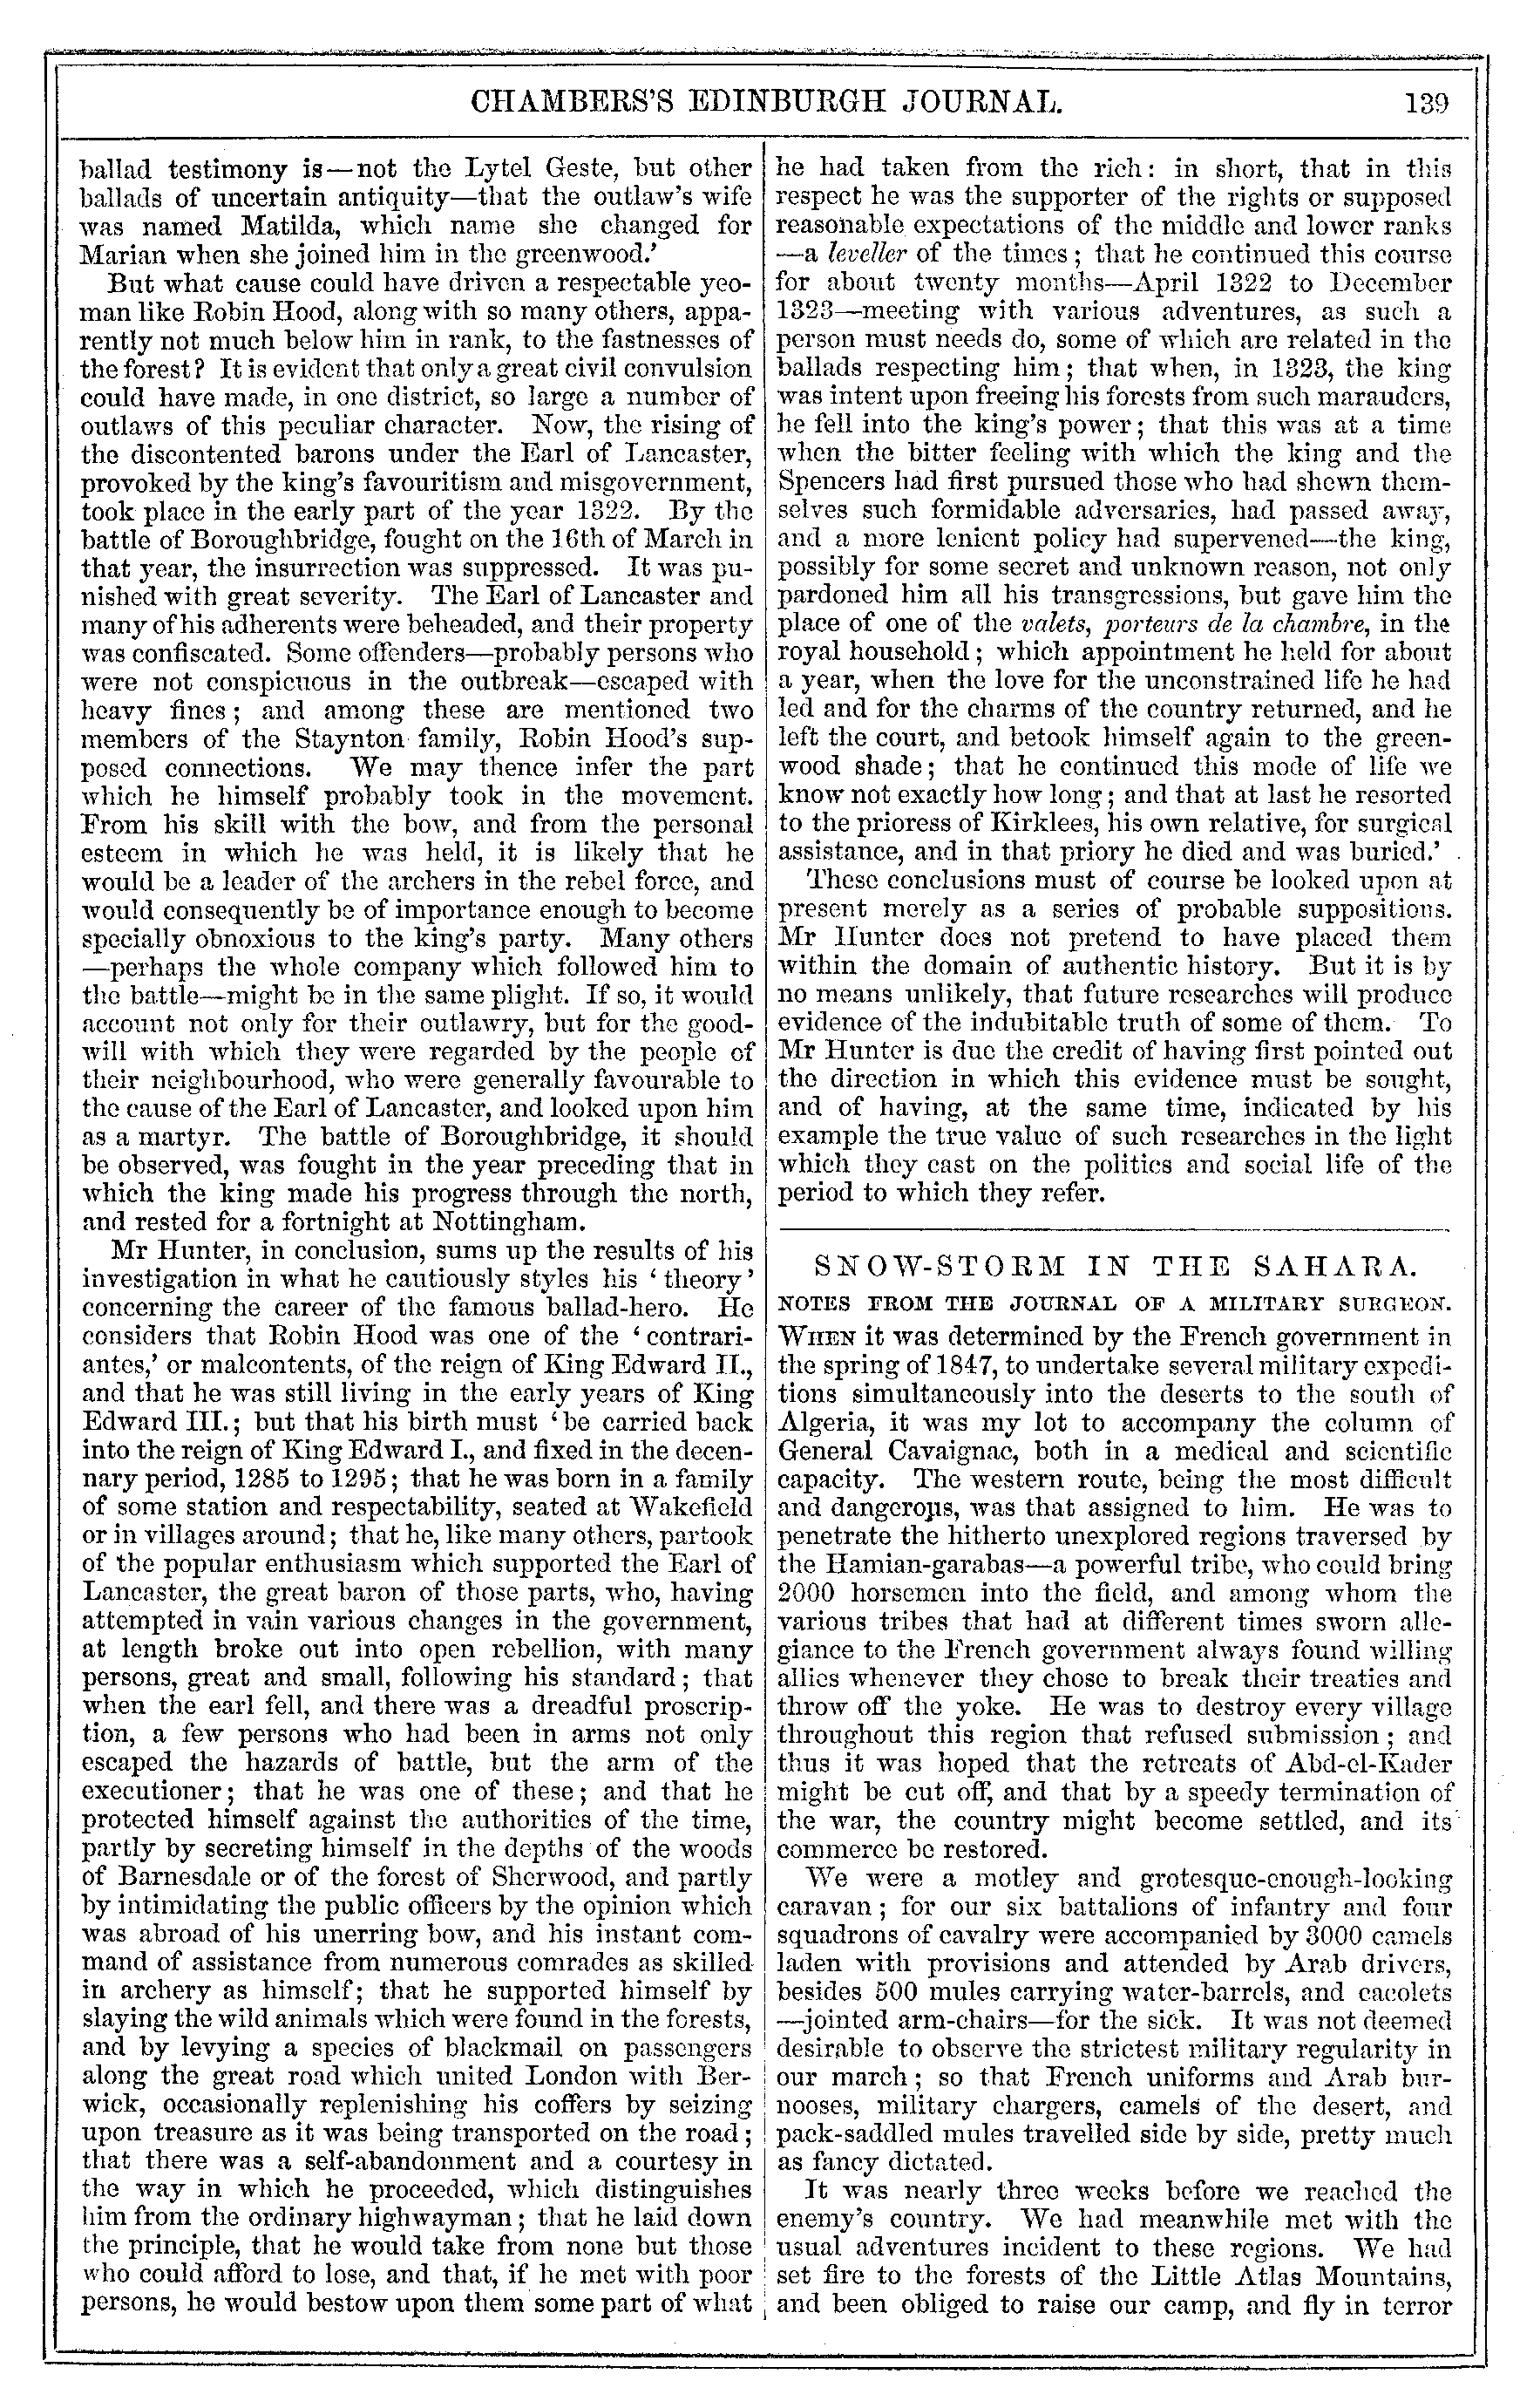 CHAMBERS'S EDINBURGH JOURNAL. 139
ballad testimony is—not the Lytel Geste, but other
ballads of uncertain antiquity—that the outlaw's wife
was named Matilda, which name she changed for
Marian when she joined him in the greenwood.'
But what cause could have driven a respectable yeo-
man like Robin Hood, along with so many others, appa-
rently not much below him in rank, to the fastnesses of
the forest? It is evident that only a great civil convulsion
could have made, in one district, so large a number of
outlaws of this peculiar character. Now, the rising of
the discontented barons under the Earl of Lancaster,
provoked by the king's favouritism and misgovernment,
took place in the early part of the year 1322. By the
battle of Boroughbridge, fought on the 16th of March in
that year, the insurrection was suppressed. It was pu-
nished with great severity. The Earl of Lancaster and
many of his adherents were beheaded, and their property
was confiscated. Some offenders—probably persons who
were not conspicuous in the outbreak—escaped with
heavy fines; and among these are mentioned two
members of the Staynton family, Robin Hood's sup-
posed connections. We may thence infer the part
which he himself probably took in the movement.
From his skill with the bow, and from the personal
esteem in which he was held, it is likely that he
would be a leader of the archers in the rebel force, and
would consequently be of importance enough to become
specially obnoxious to the king's party. Many others
—perhaps the whole company which followed him to
the battle—might be in the same plight. If so, it would
account not only for their outlawry, but for the good-
will with which they were regarded by the people of
their neighbourhood, who were generally favourable to
the cause of the Earl of Lancaster, and looked upon him
as a martyr. The battle of Boroughbridge, it should
be observed, was fought in the year preceding that in
which the king made his progress through the north,
and rested for a fortnight at Nottingham.
Mr Hunter, in conclusion, sums up the results of his
investigation in what he cautiously styles his 'theory'
concerning the career of the famous ballad-hero. He
considers that Robin Hood was one of the 'contrari-
antes,' or malcontents, of the reign of King Edward II.,
and that he was still living in the early years of King
Edward III.; but that his birth must 'be carried back
into the reign of King Edward I., and fixed in the decen-
nary period, 1285 to 1295; that he was born in a family
of some station and respectability, seated at Wakefield
or in villages around; that he, like many others, partook
of the popular enthusiasm which supported the Earl of
Lancaster, the great baron of those parts, who, having
attempted in vain various changes in the government,
at length broke out into open rebellion, with many
persons, great and small, following his standard; that
when the earl fell, and there was a dreadful proscrip-
tion, a few persons who had been in arms not only
escaped the hazards of battle, but the arm of the
executioner; that he was one of these; and that he
protected himself against the authorities of the time,
partly by secreting himself in the depths of the woods
of Barnesdale or of the forest of Sherwood, and partly
by intimidating the public officers by the opinion which
was abroad of his unerring bow, and his instant com-
mand of assistance from numerous comrades as skilled
in archery as himself; that he supported himself by
slaying the wild animals which were found in the forests,
and by levying a species of blackmail on passengers
along the great road which united London with Ber-
wick, occasionally replenishing his coffers by seizing
upon treasure as it was being transported on the road;
that there was a self-abandonment and a courtesy in
the way in which he proceeded, which distinguishes
him from the ordinary highwayman; that he laid down
the principle, that he would take from none but those
who could afford to lose, and that, if he met with poor
persons, he would bestow upon them some part of what
he had taken from the rich: in short, that in this
respect he was the supporter of the rights or supposed
reasonable expectations of the middle and lower ranks
—a leveller of the times; that he continued this course
for about twenty months—April 1322 to December
1323—meeting with various adventures, as such a
person must needs do, some of which are related in the
ballads respecting him; that when, in 1323, the king
was intent upon freeing his forests from such marauders,
he fell into the king's power; that this was at a time
when the bitter feeling with which the king and the
Spencers had first pursued those who had shewn them-
selves such formidable adversaries, had passed away,
and a more lenient policy had supervened—the king,
possibly for some secret and unknown reason, not only
pardoned him all his transgressions, but gave him the
place of one of the valets, porteurs de la chambre, in the
royal household; which appointment he held for about
a year, when the love for the unconstrained life he had
led and for the charms of the country returned, and he
left the court, and betook himself again to the green-
wood shade; that he continued this mode of life we
know not exactly how long; and that at last he resorted
to the prioress of Kirklees, his own relative, for surgical
assistance, and in that priory he died and was buried.'
These conclusions must of course be looked upon at
present merely as a series of probable suppositions.
Mr Hunter does not pretend to have placed them
within the domain of authentic history. But it is by
no means unlikely, that future researches will produce
evidence of the indubitable truth of some of them. To
Mr Hunter is due the credit of having first pointed out
the direction in which this evidence must be sought,
and of having, at the same time, indicated by his
example the true value of such researches in the light
which they cast on the politics and social life of the
period to which they refer.
SNOW-STORM IN THE SAHARA.
NOTES FROM THE JOURNAL OF A MILITARY SURGEON.
WHEN it was determined by the French government in
the spring of 1847, to undertake several military expedi-
tions simultaneously into the deserts to the south of
Algeria, it was my lot to accompany the column of
General Cavaignac, both in a medical and scientific
capacity. The western route, being the most difficult
and dangerous, was that assigned to him. He was to
penetrate the hitherto unexplored regions traversed by
the Hamian-garabas—a powerful tribe, who could bring
2000 horsemen into the field, and among whom the
various tribes that had at different times sworn alle-
giance to the French government always found willing
allies whenever they chose to break their treaties and
throw off the yoke. He was to destroy every village
throughout this region that refused submission; and
thus it was hoped that the retreats of Abd-el-Kader
might be cut off, and that by a speedy termination of
the war, the country might become settled, and its
commerce be restored.
We were a motley and grotesque-enough-looking
caravan; for our six battalions of infantry and four
squadrons of cavalry were accompanied by 3000 camels
laden with provisions and attended by Arab drivers,
besides 500 mules carrying water-barrels, and cacolets
—jointed arm-chairs—for the sick. It was not deemed
desirable to observe the strictest military regularity in
our march; so that French uniforms and Arab bur-
nooses, military chargers, camels of the desert, and
pack-saddled mules travelled side by side, pretty much
as fancy dictated.
It was nearly three weeks before we reached the
enemy's country. We had meanwhile met with the
usual adventures incident to these regions. We had
set fire to the forests of the Little Atlas Mountains,
and been obliged to raise our camp, and fly in terror